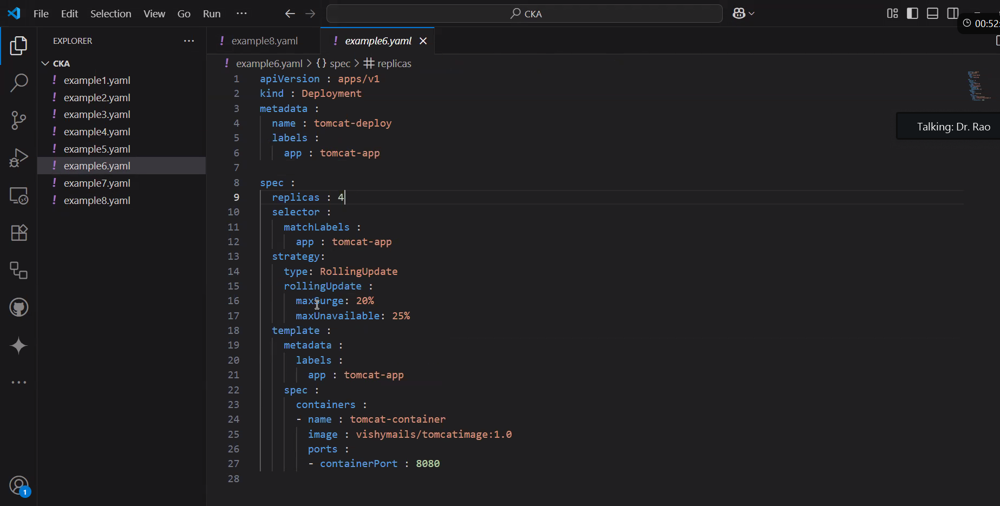 File Edit Selection View Go Run ··· CKA
00:52:
EXPLORER ···
CKA
! example1.yaml
! example2.yaml
! example3.yaml
! example4.yaml
! example5.yaml
! example6.yaml
! example7.yaml
! example8.yaml
1
! example8.yaml ! example6.yaml
! example6.yaml > {} spec > replicas
1 apiVersion : apps/v1
2 kind : Deployment
3 metadata :
4 name : tomcat-deploy
5 labels :
6 app : tomcat-app
7
8 spec :
9 replicas : 4
10 selector :
11 matchLabels :
12 app : tomcat-app
13 strategy:
14 type: RollingUpdate
15 rollingUpdate :
16 maxSurge: 20%
17 maxUnavailable: 25%
18 template :
19 metadata :
20 labels :
21 app : tomcat-app
22 spec :
23 containers :
24 - name : tomcat-container
25 image : vishymails/tomcatimage:1.0
26 ports :
27 - containerPort : 8080
28
Talking: Dr. Rao